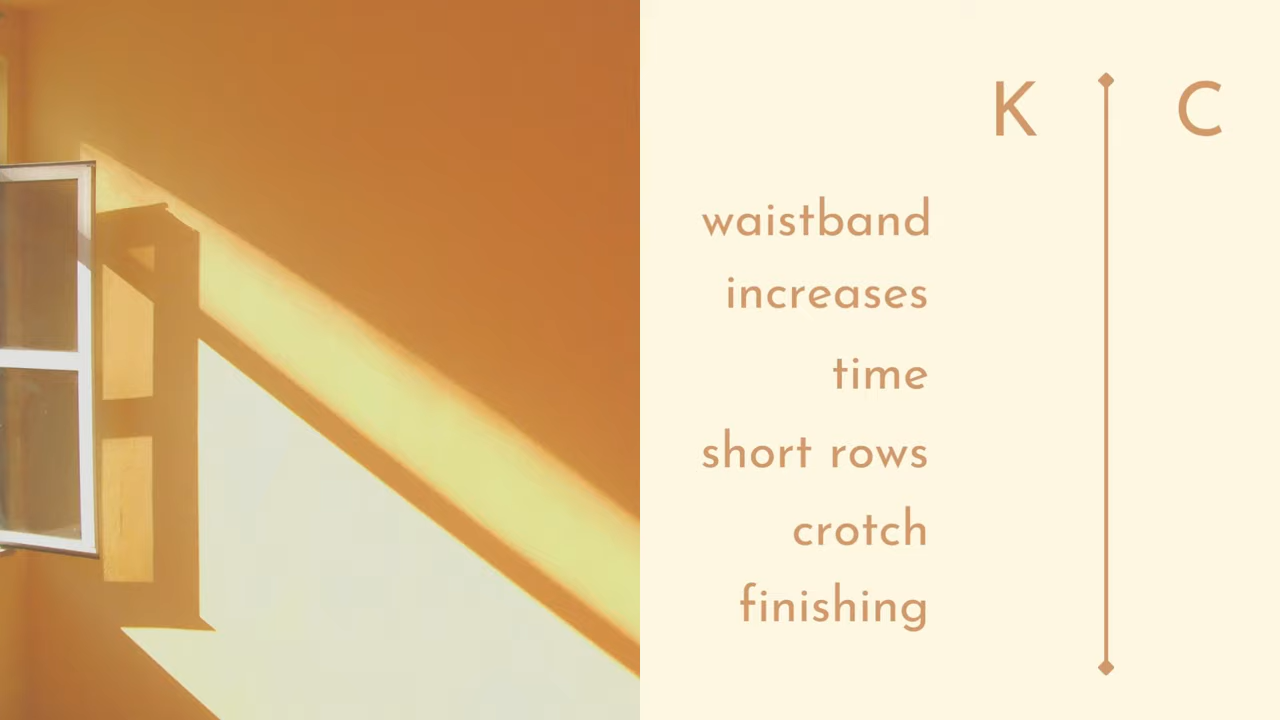 K C
waistband
increases
time
short rows
crotch
finishing